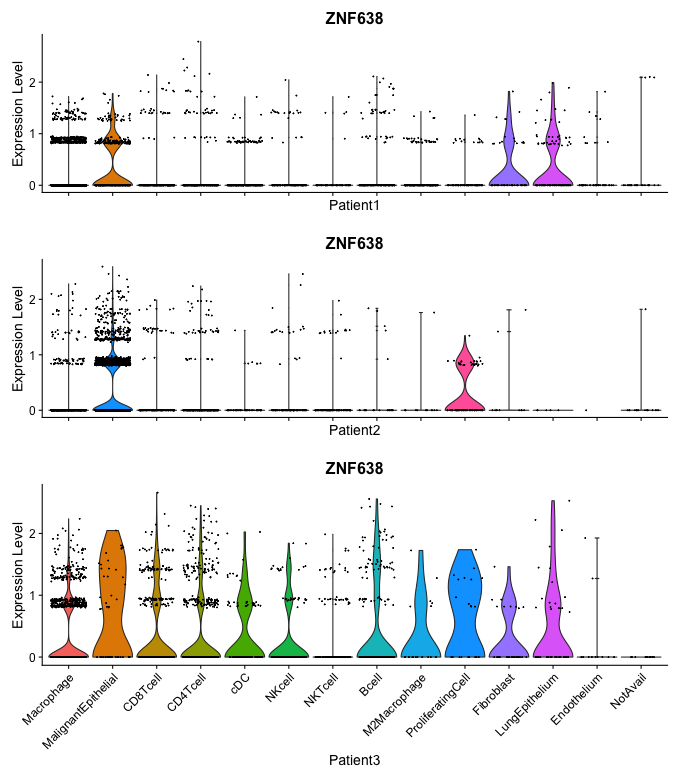 ZNF638
Expression Level
2
1
0
Patient1
ZNF638
Expression Level
2
1
0
Patient2
ZNF638
Expression Level
2
1
0
Macrophage
MalignantEpithelial
CD8Tcell
CD4Tcell
cDC
NKcell
NKTcell
Bcell
M2Macrophage
ProliferatingCell
Fibroblast
LungEpithelium
Endothelium
NotAvail
Patient3